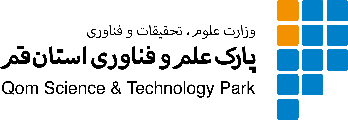 وزارت علوم، تحقیقات و فناوری
پارک علم و فناوری استان قم
Qom Science & Technology Park